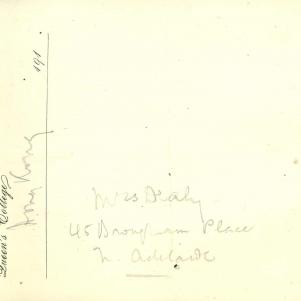 Queen's College
Hong Kong
191
Mrs. Dealy
45 Brougham Place
N. Adelaide